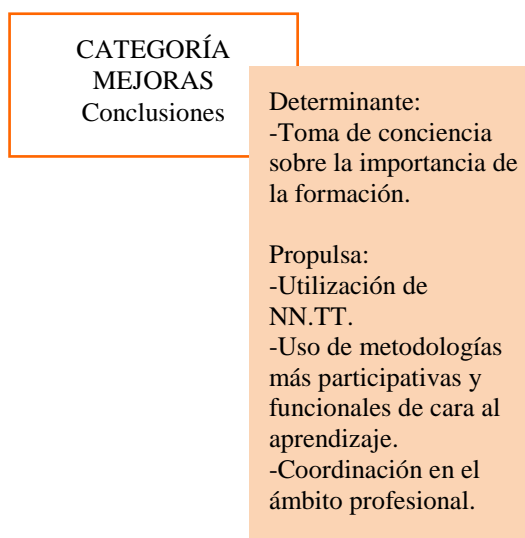 CATEGORÍA
MEJORAS
Conclusiones
Determinante:
-Toma de conciencia
sobre la importancia de
la formación.
Propulsa:
-Utilización de
NN.TT.
-Uso de metodologías
más participativas y
funcionales de cara al
aprendizaje.
-Coordinación en el
ámbito profesional.